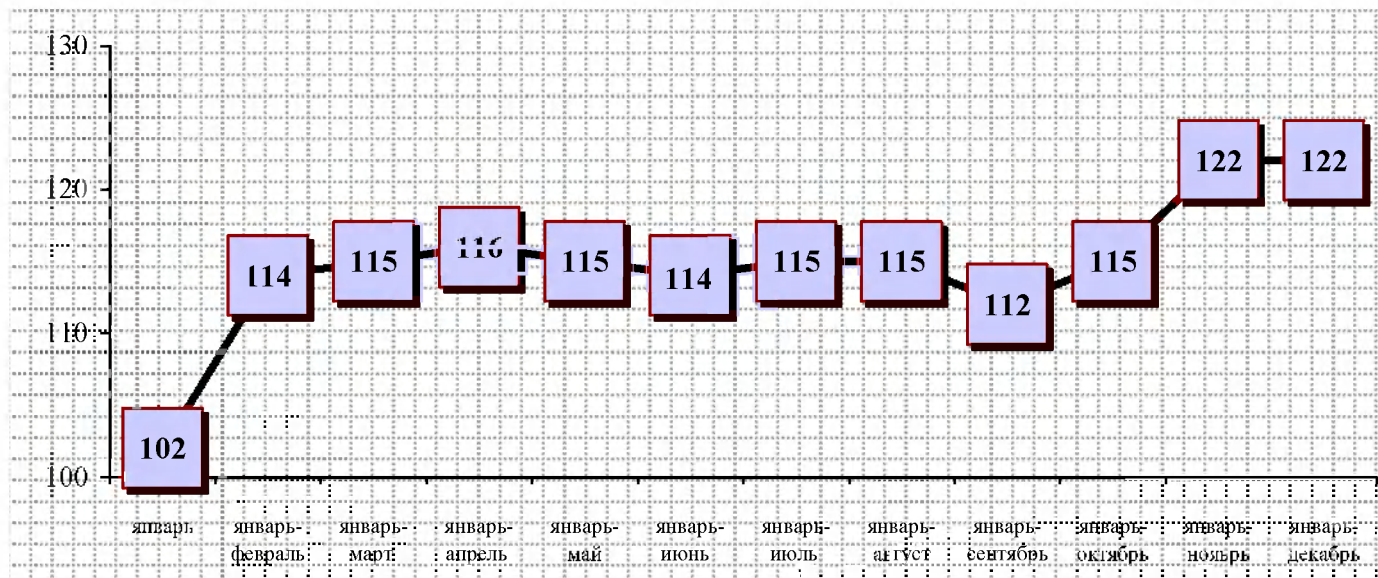 130
120
110
100
102
114
115
116
115
114
115
115
112
115
122
122
январь
январь-
февраль
январь-
март
январь-
апрель
январь-
май
январь-
июнь
январь-
июль
январь-
август
январь-
сентябрь
январь-
октябрь
январь-
ноябрь
январь-
декабрь